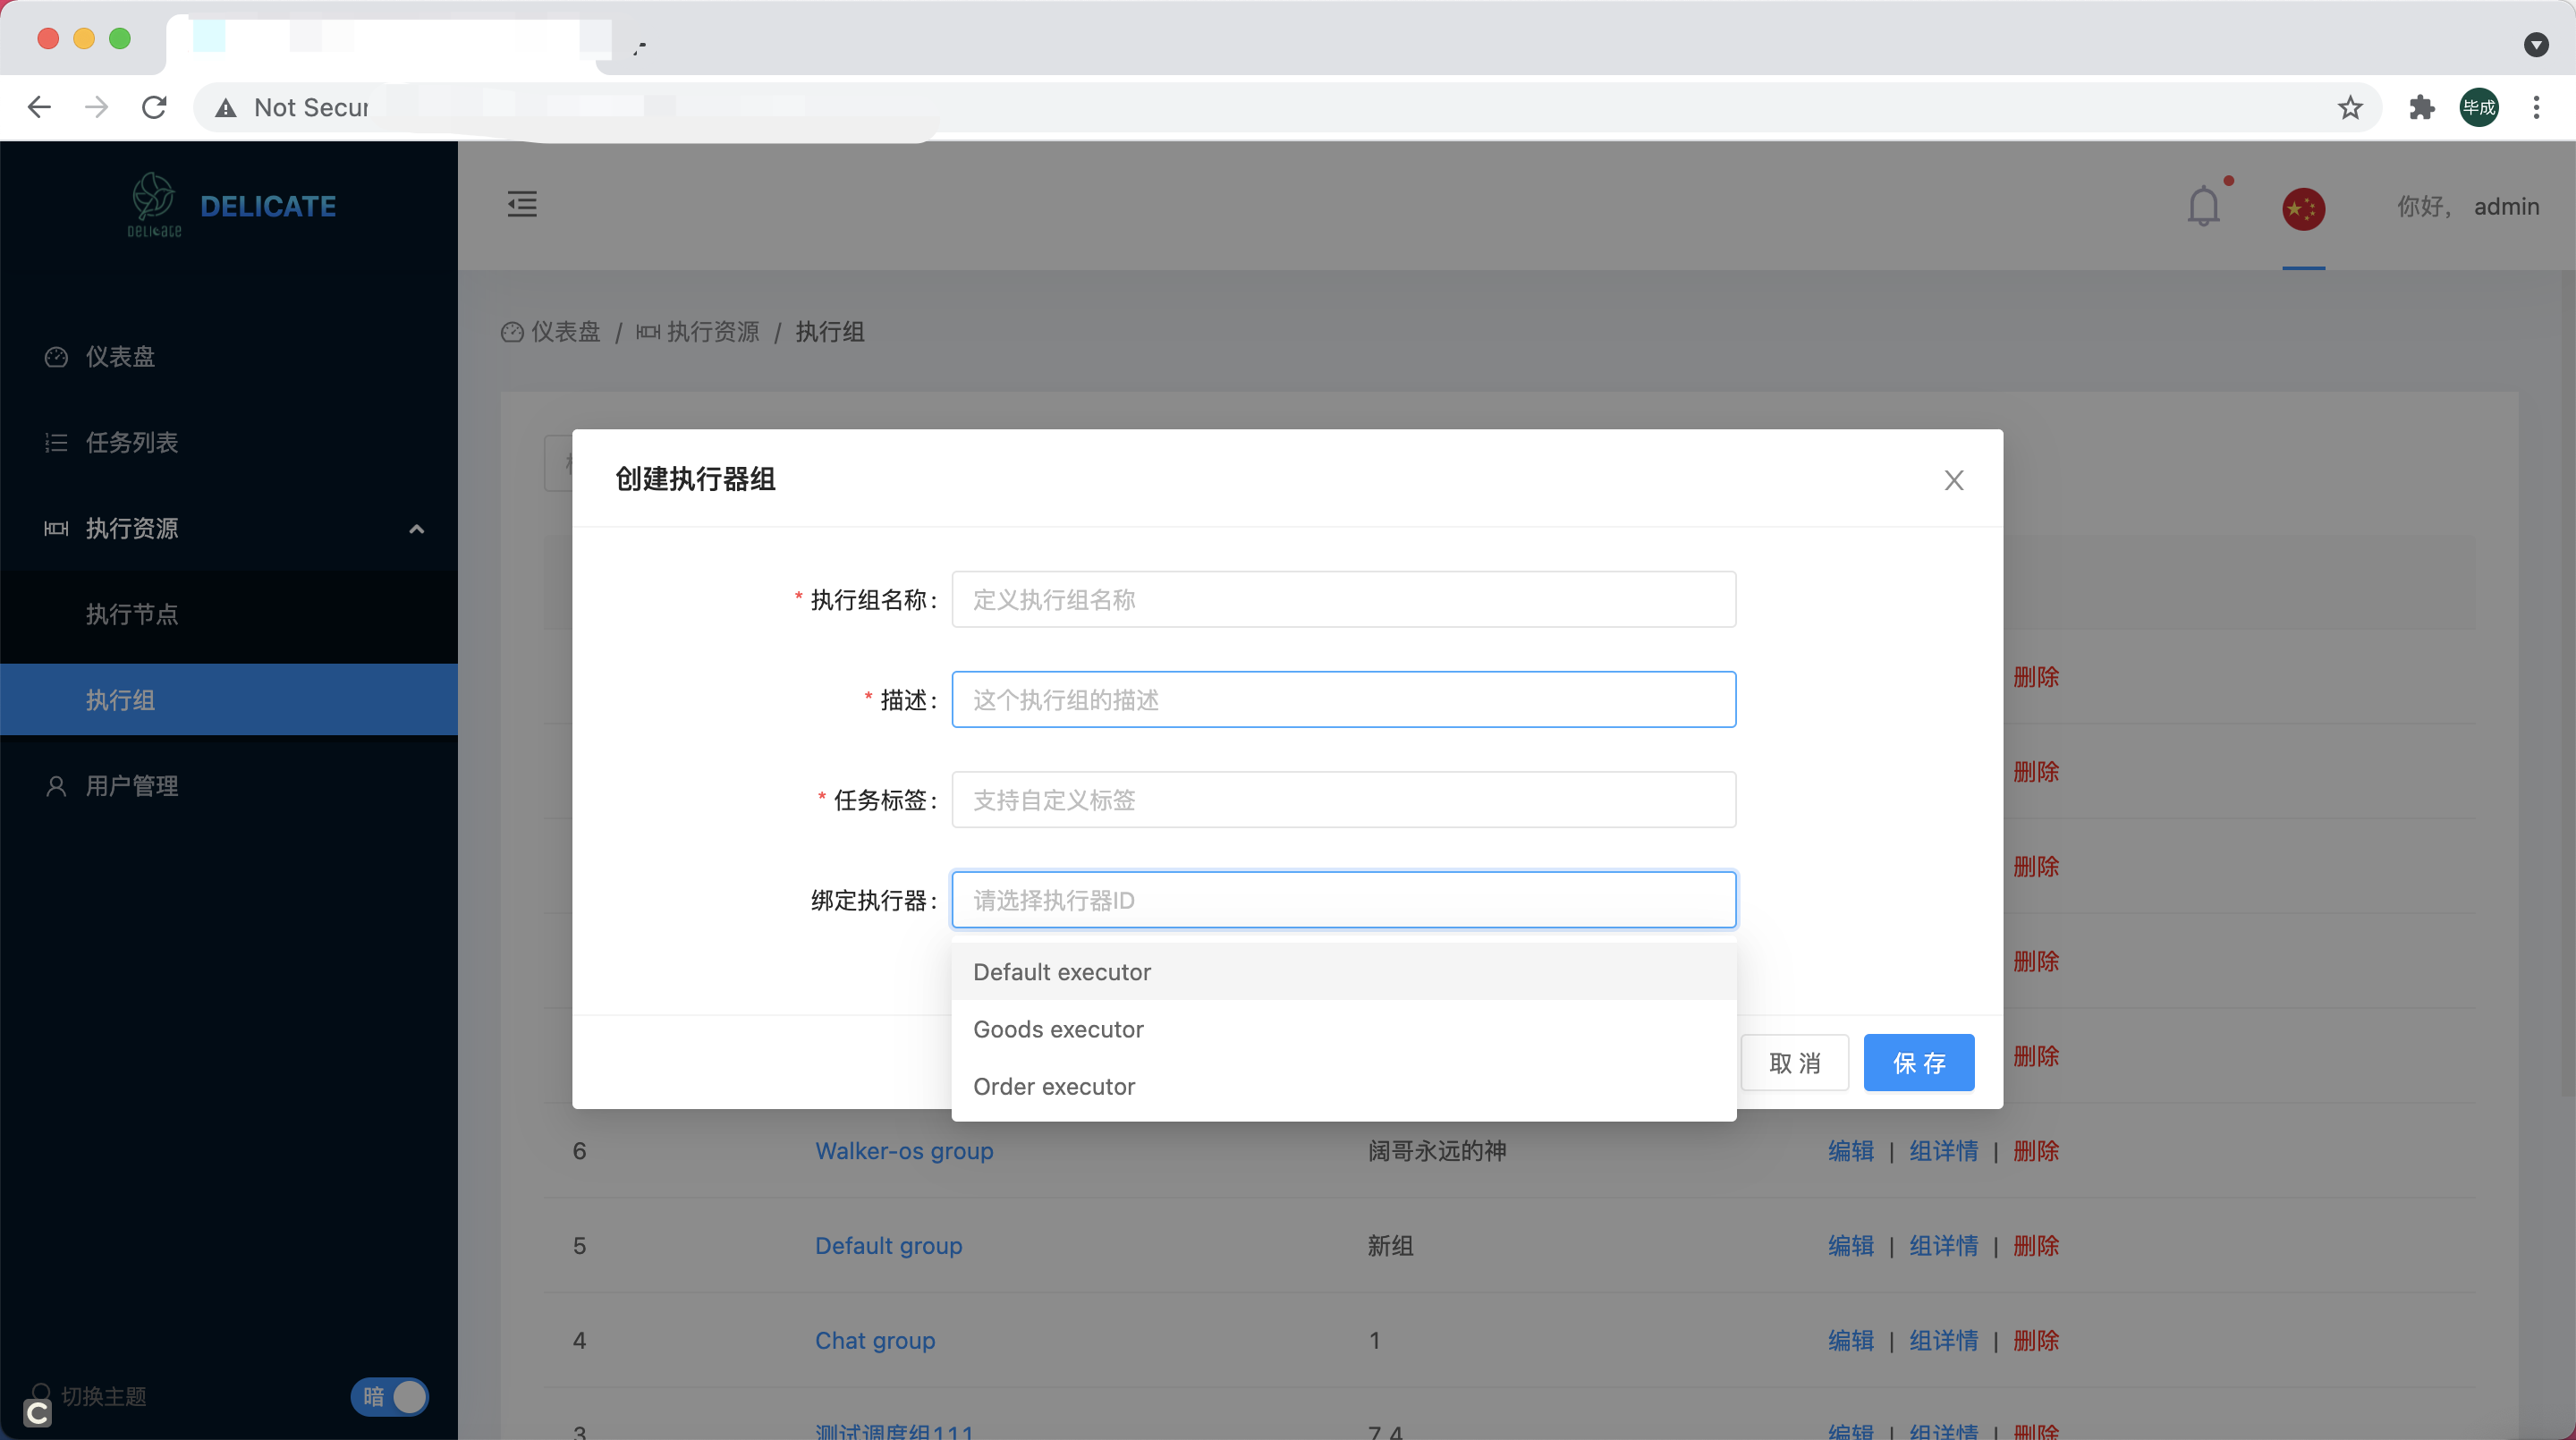 Not Secur
毕成
DELICATE
DELICATE
你好, admin
仪表盘 / 执行资源 / 执行组
仪表盘
任务列表
执行资源
执行节点
执行组
用户管理
切换主题
暗
C
创建执行器组
* 执行组名称: 定义执行组名称
* 描述: 这个执行组的描述
* 任务标签: 支持自定义标签
绑定执行器: 请选择执行器ID
Default executor
Goods executor
Order executor
取 消 保 存
删除
删除
删除
删除
删除
6 Walker-os group 阔哥永远的神 编辑 | 组详情 | 删除
5 Default group 新组 编辑 | 组详情 | 删除
4 Chat group 1 编辑 | 组详情 | 删除
3 测试调度组111 7.4 编辑 | 组详情 | 删除